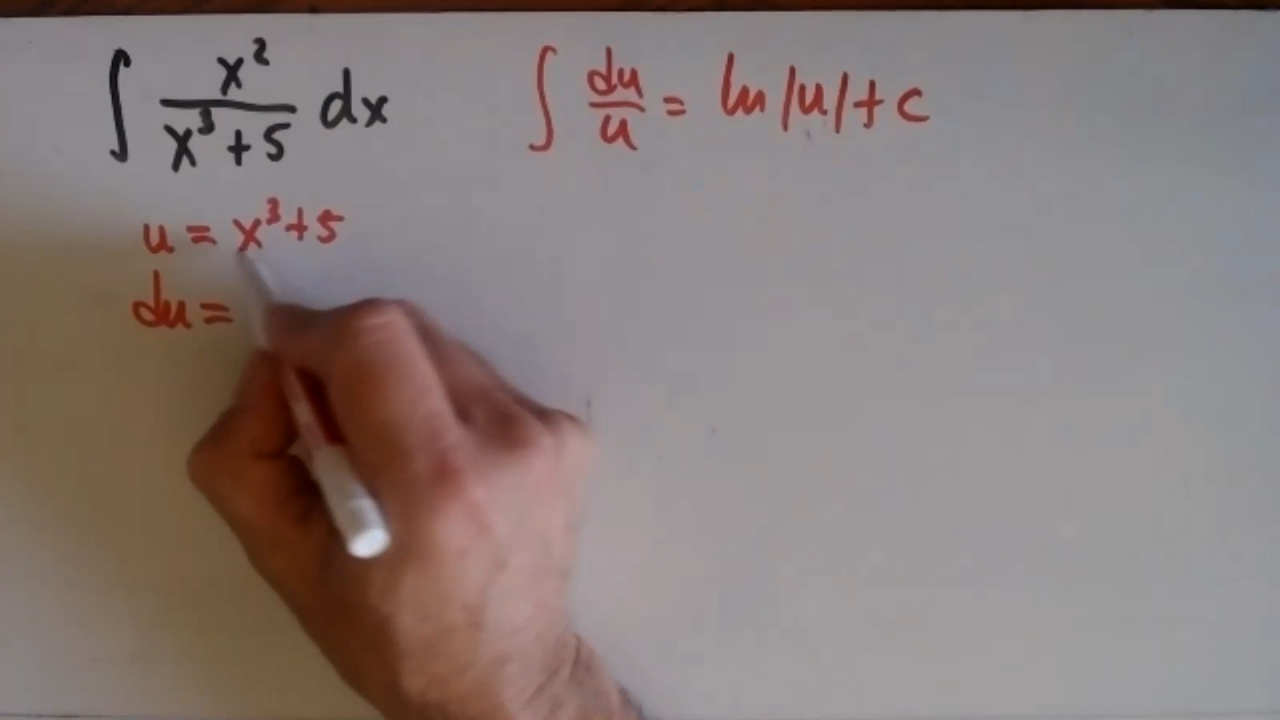 ∫ x²/(x³+5) dx
∫ du/u = ln|u|+c
u = x³+5
du =